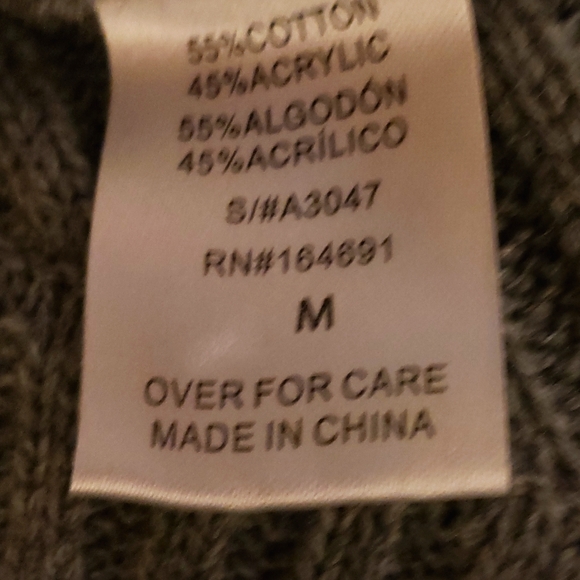 55%COTTON
45%ACRYLIC
55%ALGODÓN
45%ACRÍLICO
S/#A3047
RN#164691
M
OVER FOR CARE
MADE IN CHINA